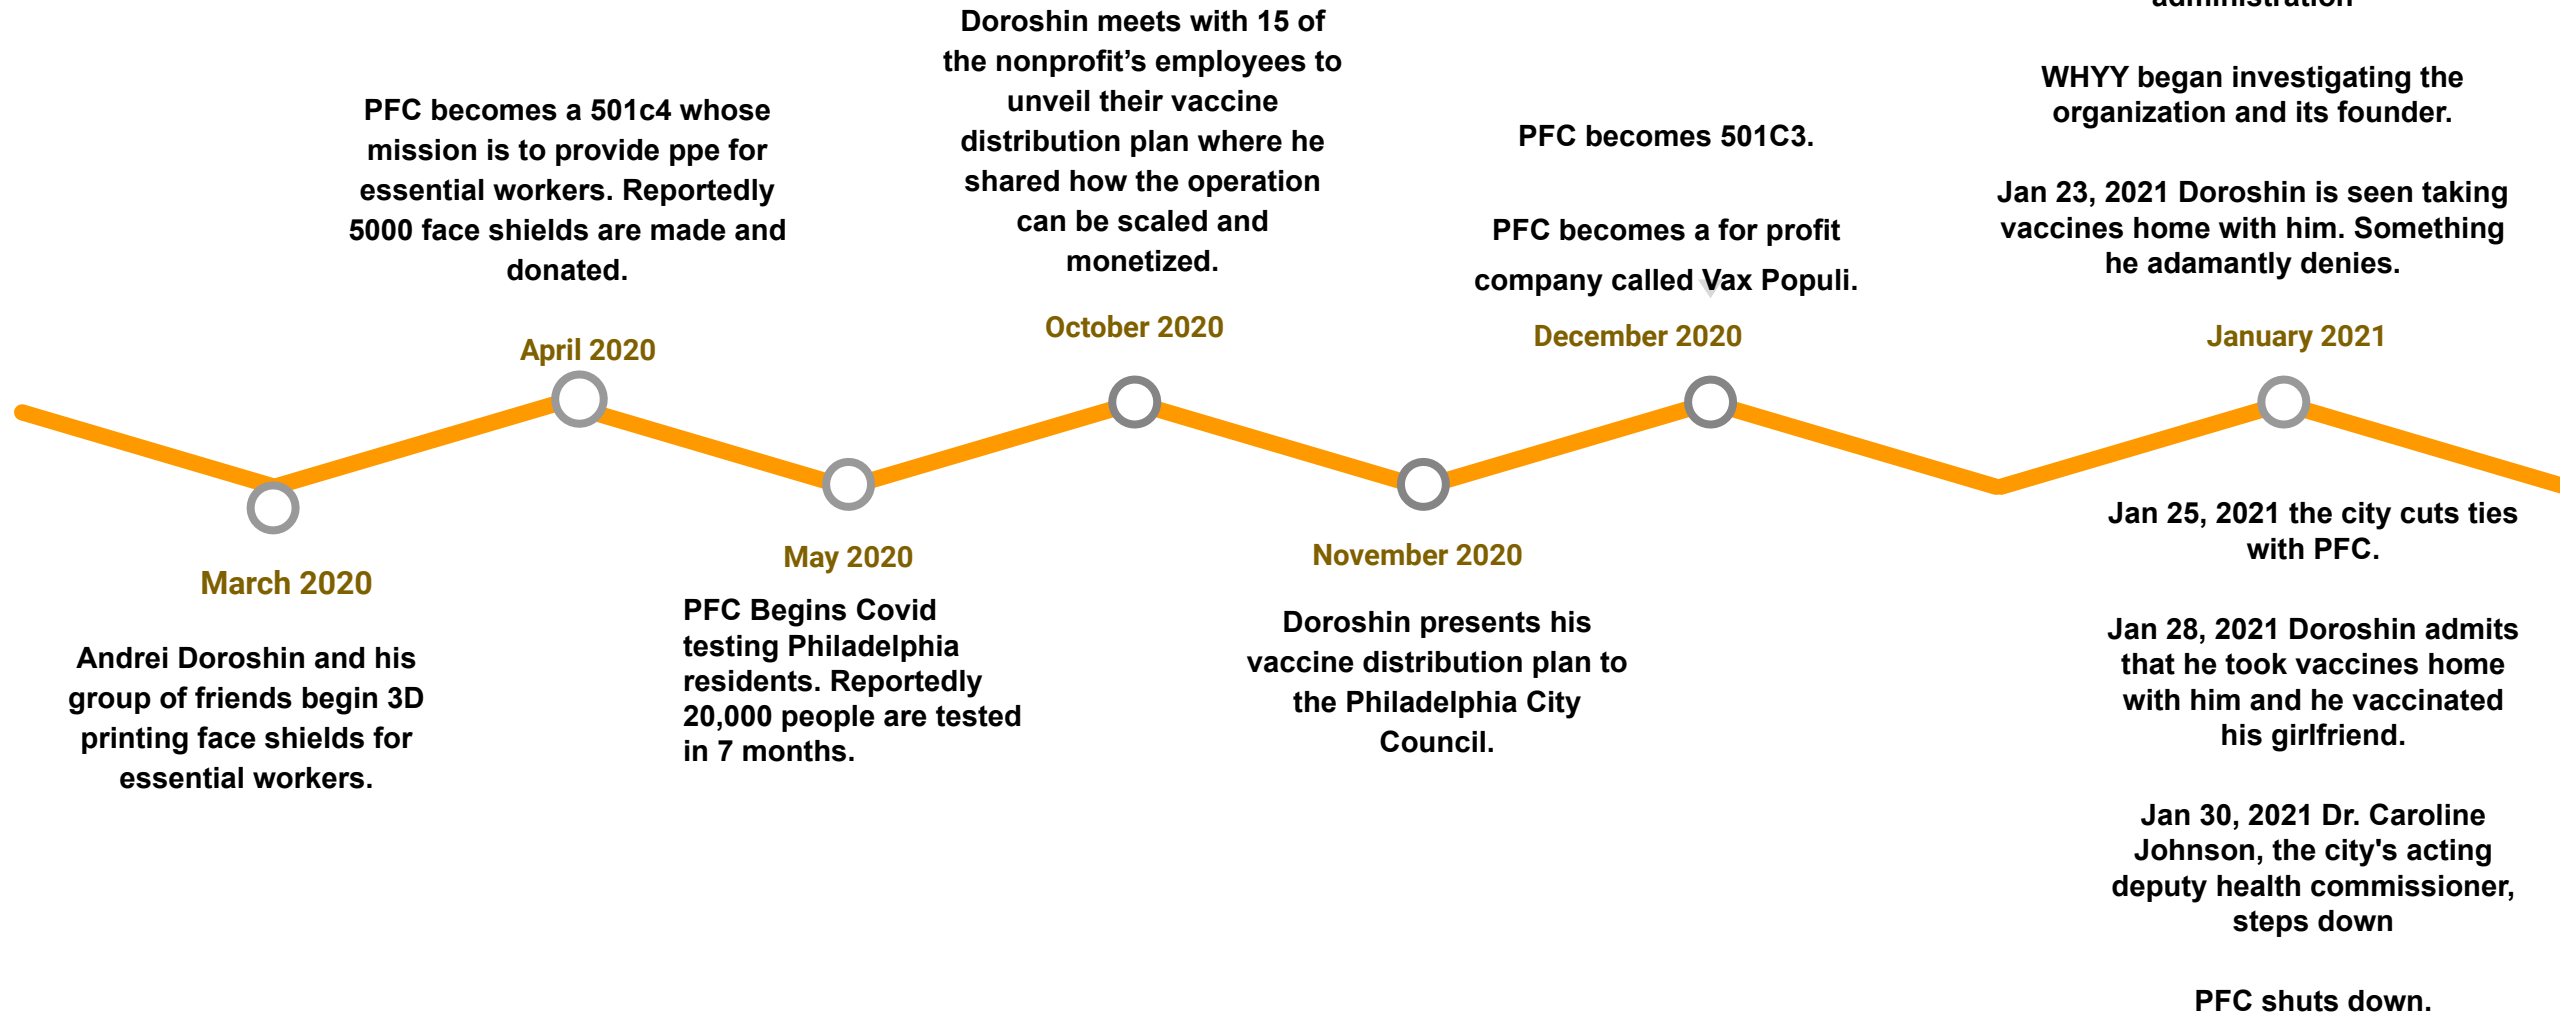 March 2020
Andrei Doroshin and his
group of friends begin 3D
printing face shields for
essential workers.
PFC becomes a 501c4 whose
mission is to provide ppe for
essential workers. Reportedly
5000 face shields are made and
donated.
April 2020
May 2020
PFC Begins Covid
testing Philadelphia
residents. Reportedly
20,000 people are tested
in 7 months.
Doroshin meets with 15 of
the nonprofit’s employees to
unveil their vaccine
distribution plan where he
shared how the operation
can be scaled and
monetized.
October 2020
November 2020
Doroshin presents his
vaccine distribution plan to
the Philadelphia City
Council.
PFC becomes 501C3.
PFC becomes a for profit
company called Vax Populi.
December 2020
administration
WHYY began investigating the
organization and its founder.
Jan 23, 2021 Doroshin is seen taking
vaccines home with him. Something
he adamantly denies.
January 2021
Jan 25, 2021 the city cuts ties
with PFC.
Jan 28, 2021 Doroshin admits
that he took vaccines home
with him and he vaccinated
his girlfriend.
Jan 30, 2021 Dr. Caroline
Johnson, the city's acting
deputy health commissioner,
steps down
PFC shuts down.